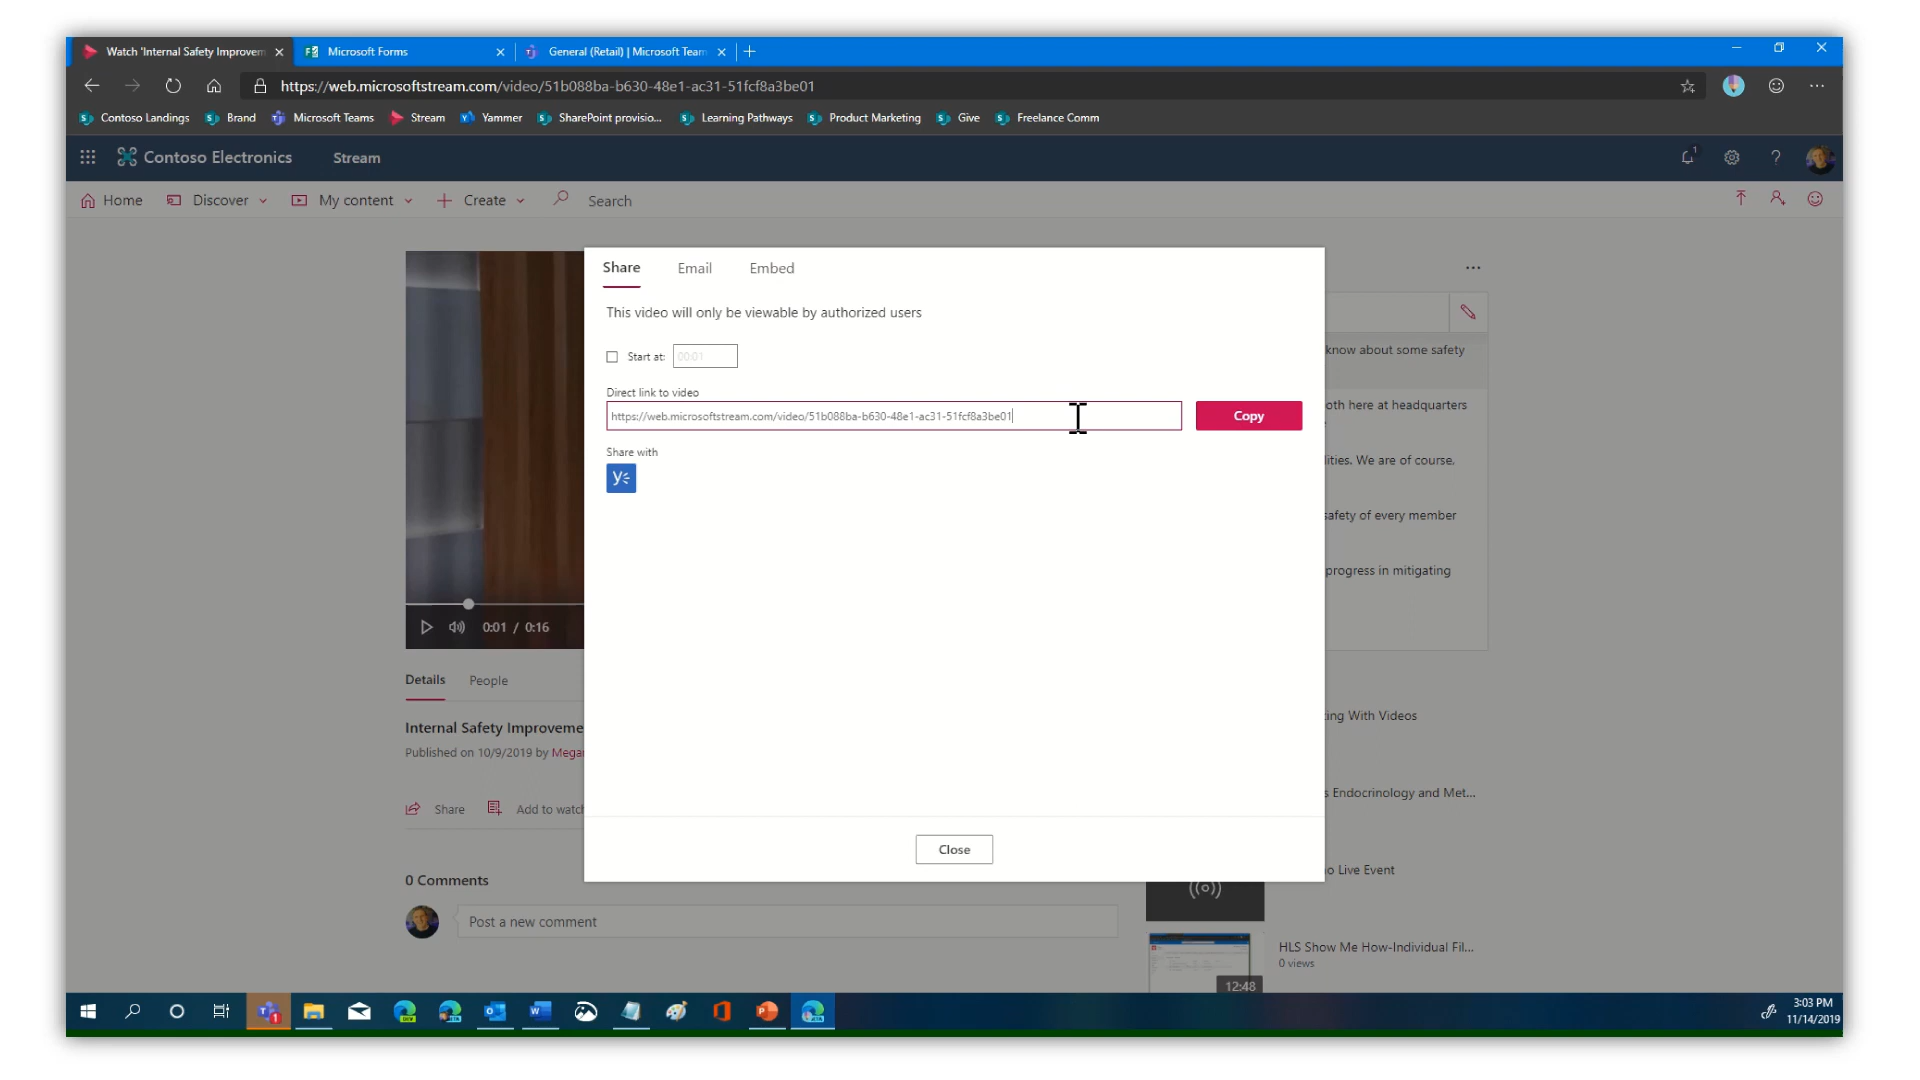 Watch 'Internal Safety Improvem
Microsoft Forms
General (Retail) | Microsoft Team
https://web.microsoftstream.com/video/51b088ba-b630-48e1-ac31-51fcf8a3be01
Contoso Landings
Brand
Microsoft Teams
Stream
Yammer
SharePoint provisio...
Learning Pathways
Product Marketing
Give
Freelance Comm
Contoso Electronics
Stream
1
?
Home
Discover
My content
Create
Search
Share
Email
Embed
This video will only be viewable by authorized users
Start at:
00:01
Direct link to video
https://web.microsoftstream.com/video/51b088ba-b630-48e1-ac31-51fcf8a3be01
Copy
Share with
Close
know about some safety
oth here at headquarters
lities. We are of course,
safety of every member
progress in mitigating
0:01 / 0:16
Details
People
Internal Safety Improveme
Published on 10/9/2019 by Megan
Share
Add to watch
0 Comments
Post a new comment
ing With Videos
s Endocrinology and Met...
o Live Event
HLS Show Me How-Individual Fil...
0 views
12:48
3:03 PM
11/14/2019